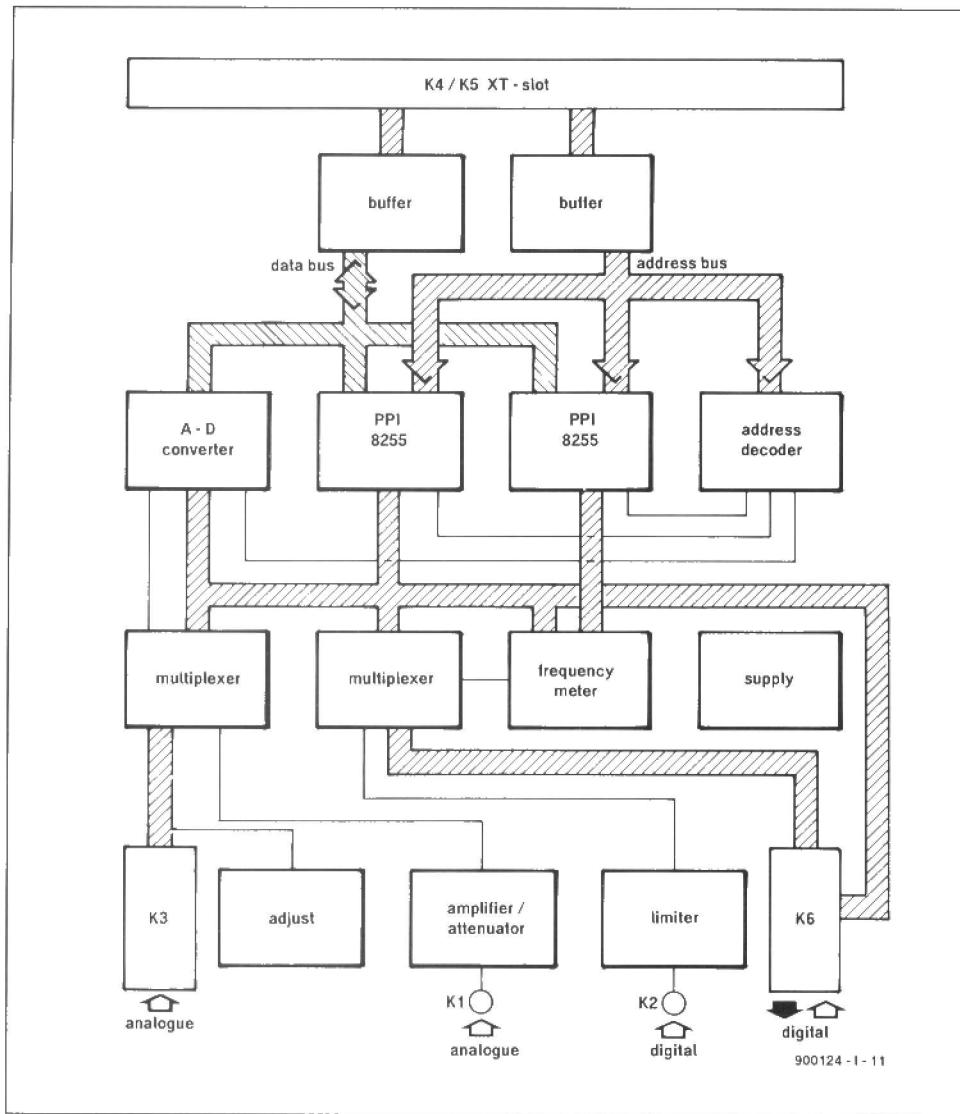 K4 / K5 XT - slot
buffer
buffer
data bus
address bus
A - D
converter
PPI
8255
PPI
8255
address
decoder
multiplexer
multiplexer
frequency
meter
supply
K3
adjust
amplifier /
attenuator
limiter
K6
K1
K2
analogue
analogue
digital
digital
900124 - I - 11